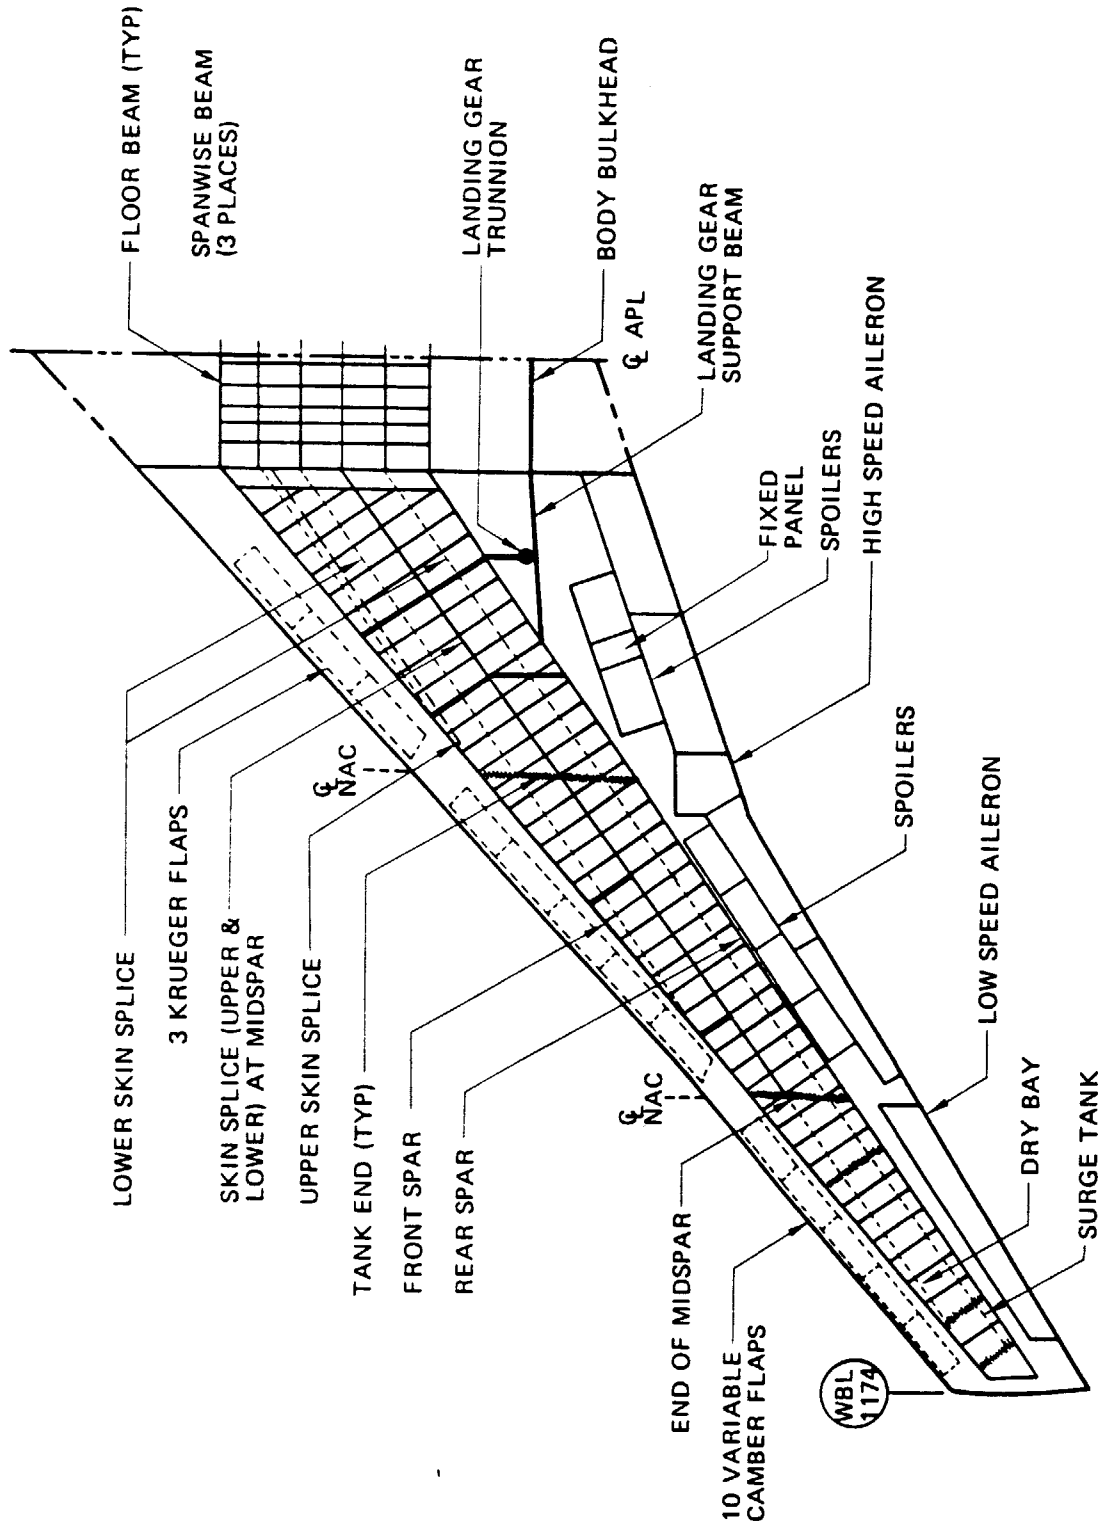 FLOOR BEAM (TYP)
SPANWISE BEAM
(3 PLACES)
LANDING GEAR
TRUNNION
BODY BULKHEAD
LANDING GEAR
SUPPORT BEAM
℄ APL
FIXED
PANEL
SPOILERS
HIGH SPEED AILERON
SPOILERS
LOW SPEED AILERON
DRY BAY
SURGE TANK
LOWER SKIN SPLICE
3 KRUEGER FLAPS
SKIN SPLICE (UPPER &
LOWER) AT MIDSPAR
UPPER SKIN SPLICE
TANK END (TYP)
FRONT SPAR
REAR SPAR
℄
NAC
℄
NAC
END OF MIDSPAR
10 VARIABLE
CAMBER FLAPS
WBL
1174